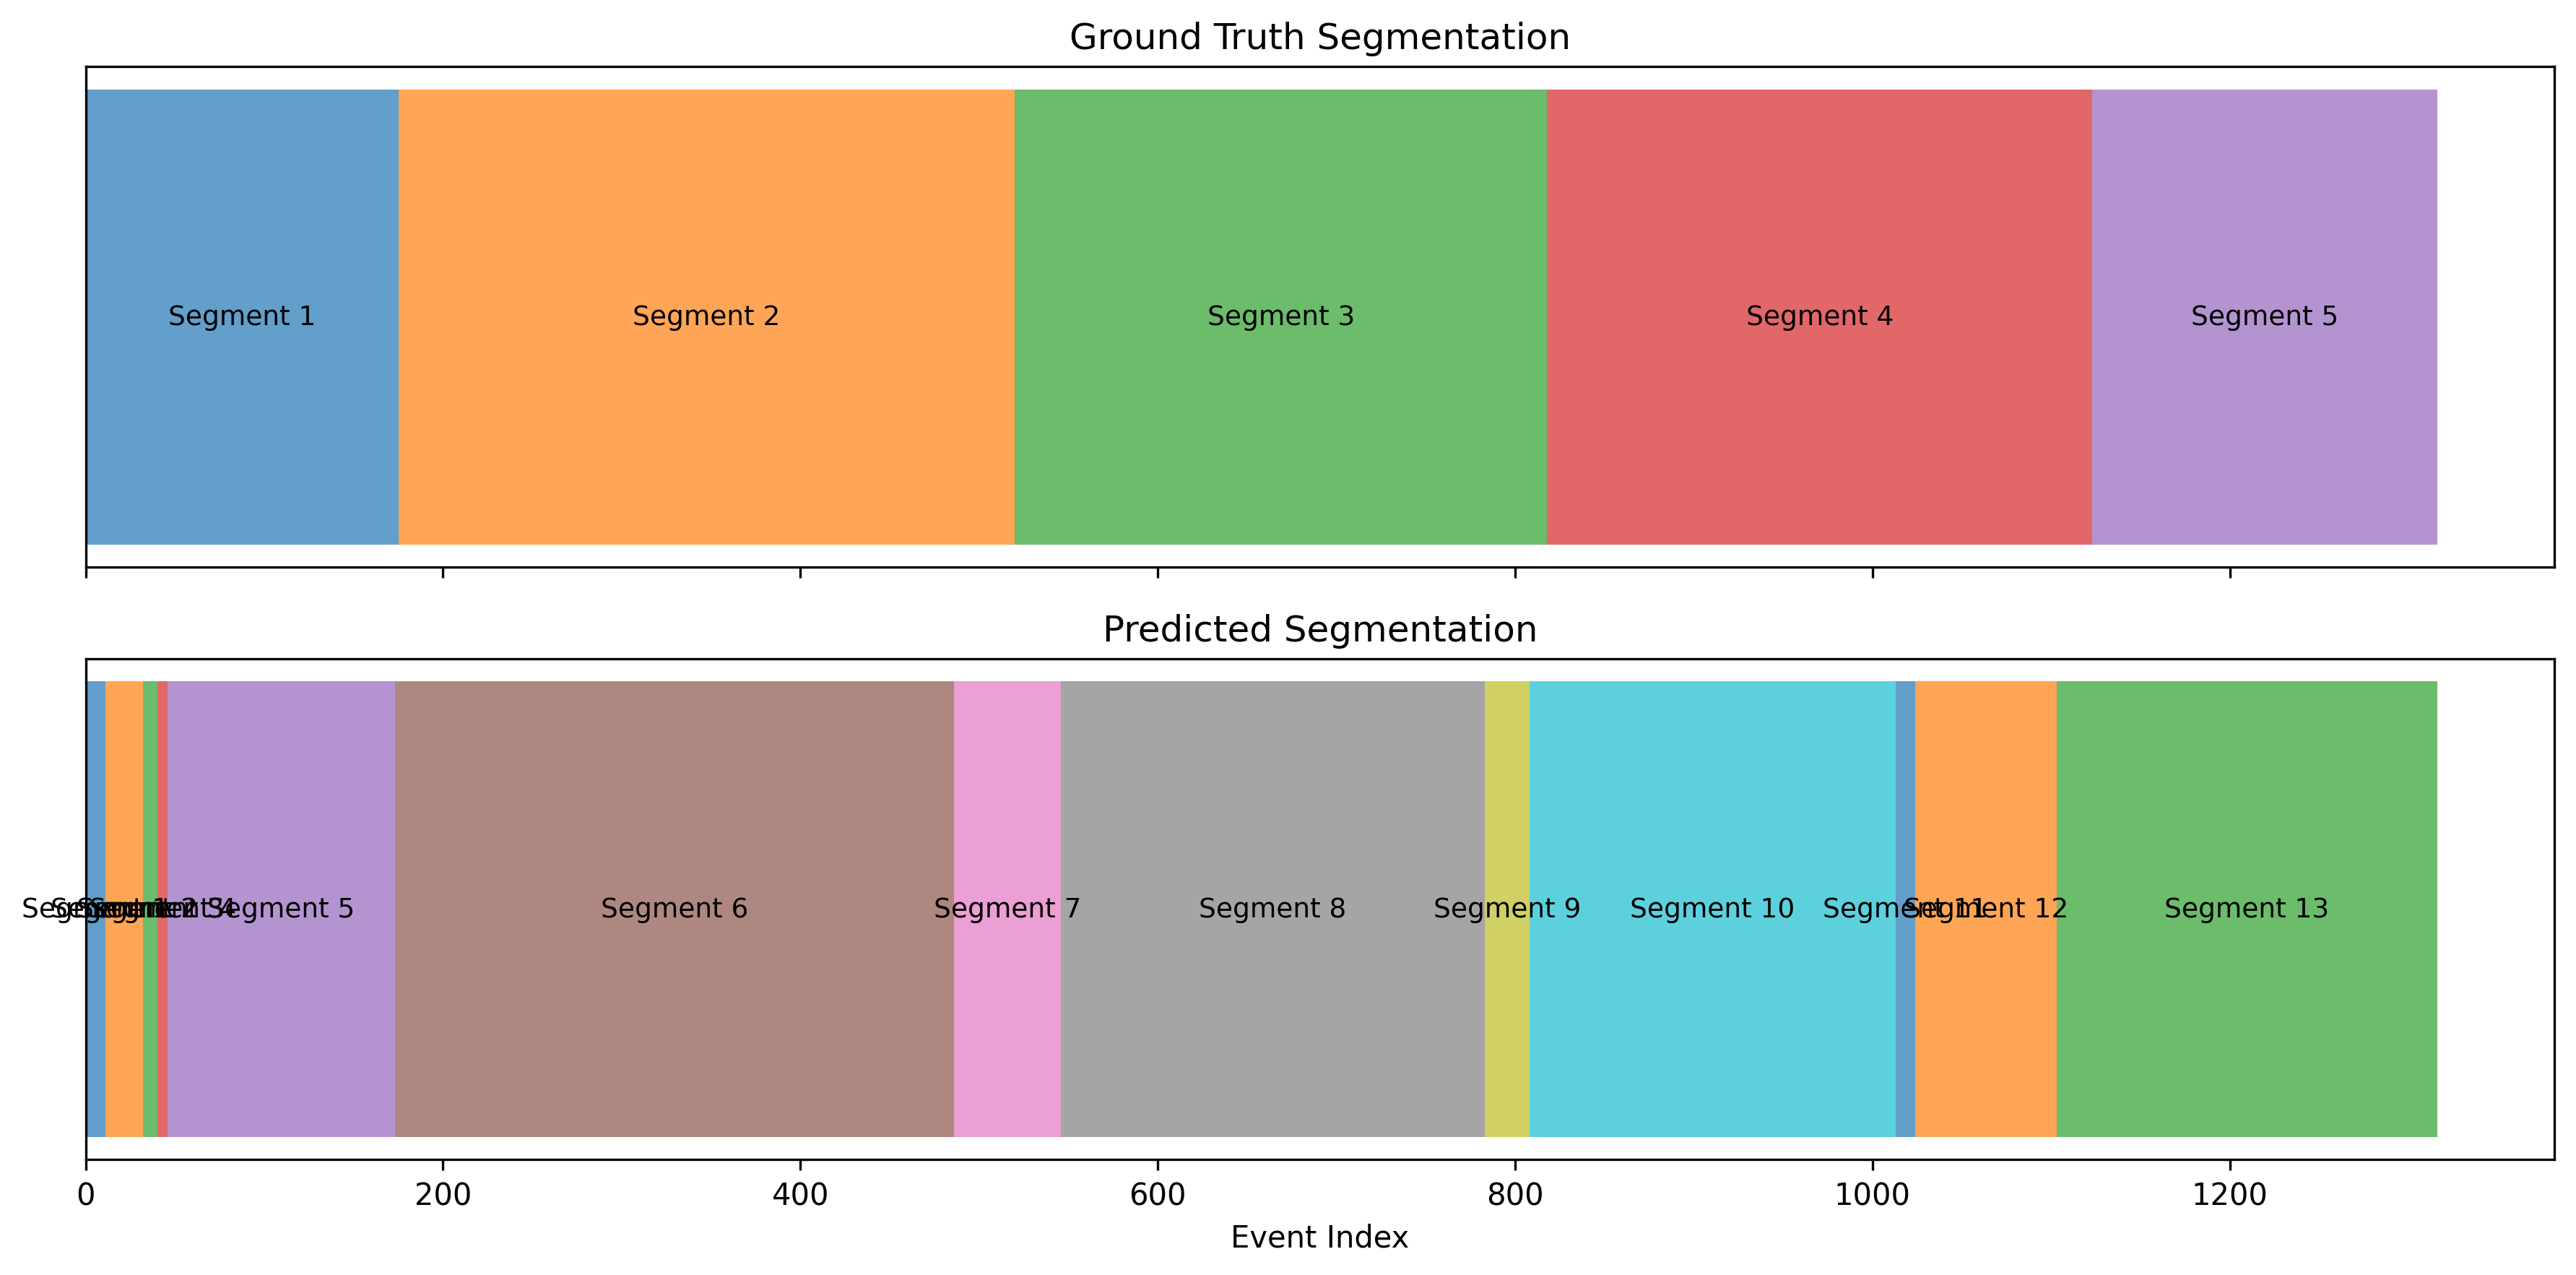 Ground Truth Segmentation
Segment 1 Segment 2 Segment 3 Segment 4 Segment 5
Predicted Segmentation
Segment 5 Segment 6 Segment 7 Segment 8 Segment 9 Segment 10 Segment 11 Segment 12 Segment 13
0 200 400 600 800 1000 1200
Event Index